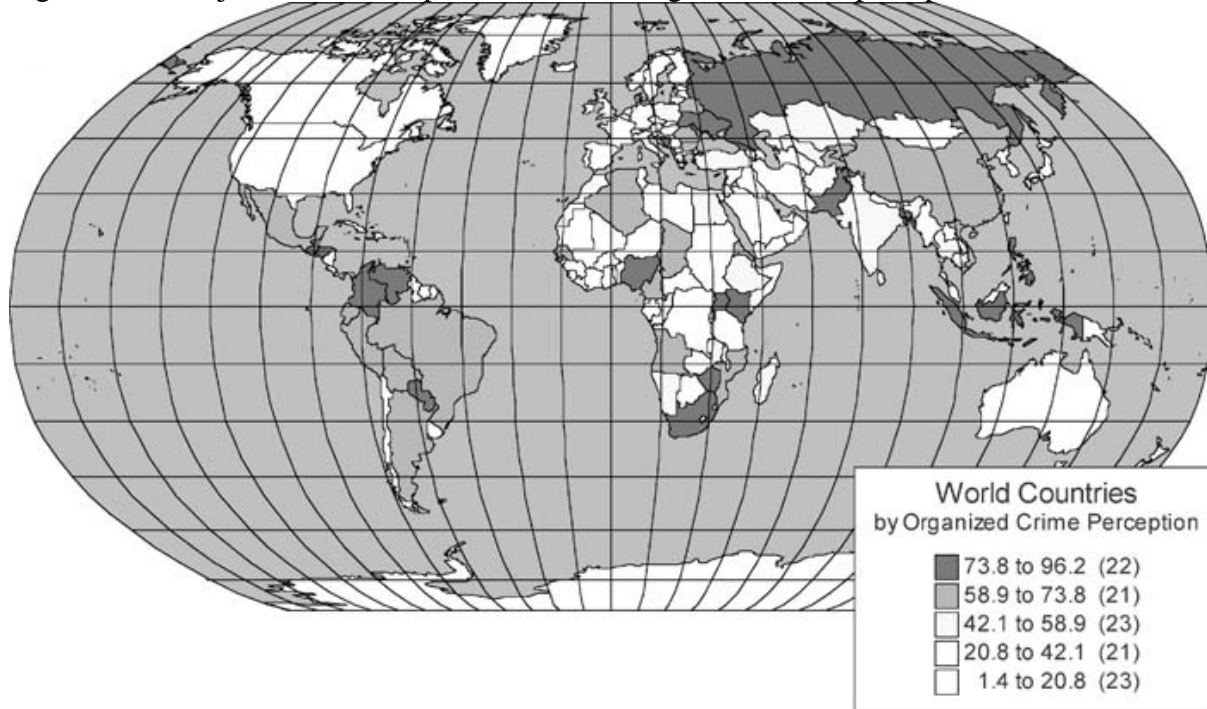 World Countries
by Organized Crime Perception
73.8 to 96.2 (22)
58.9 to 73.8 (21)
42.1 to 58.9 (23)
20.8 to 42.1 (21)
1.4 to 20.8 (23)